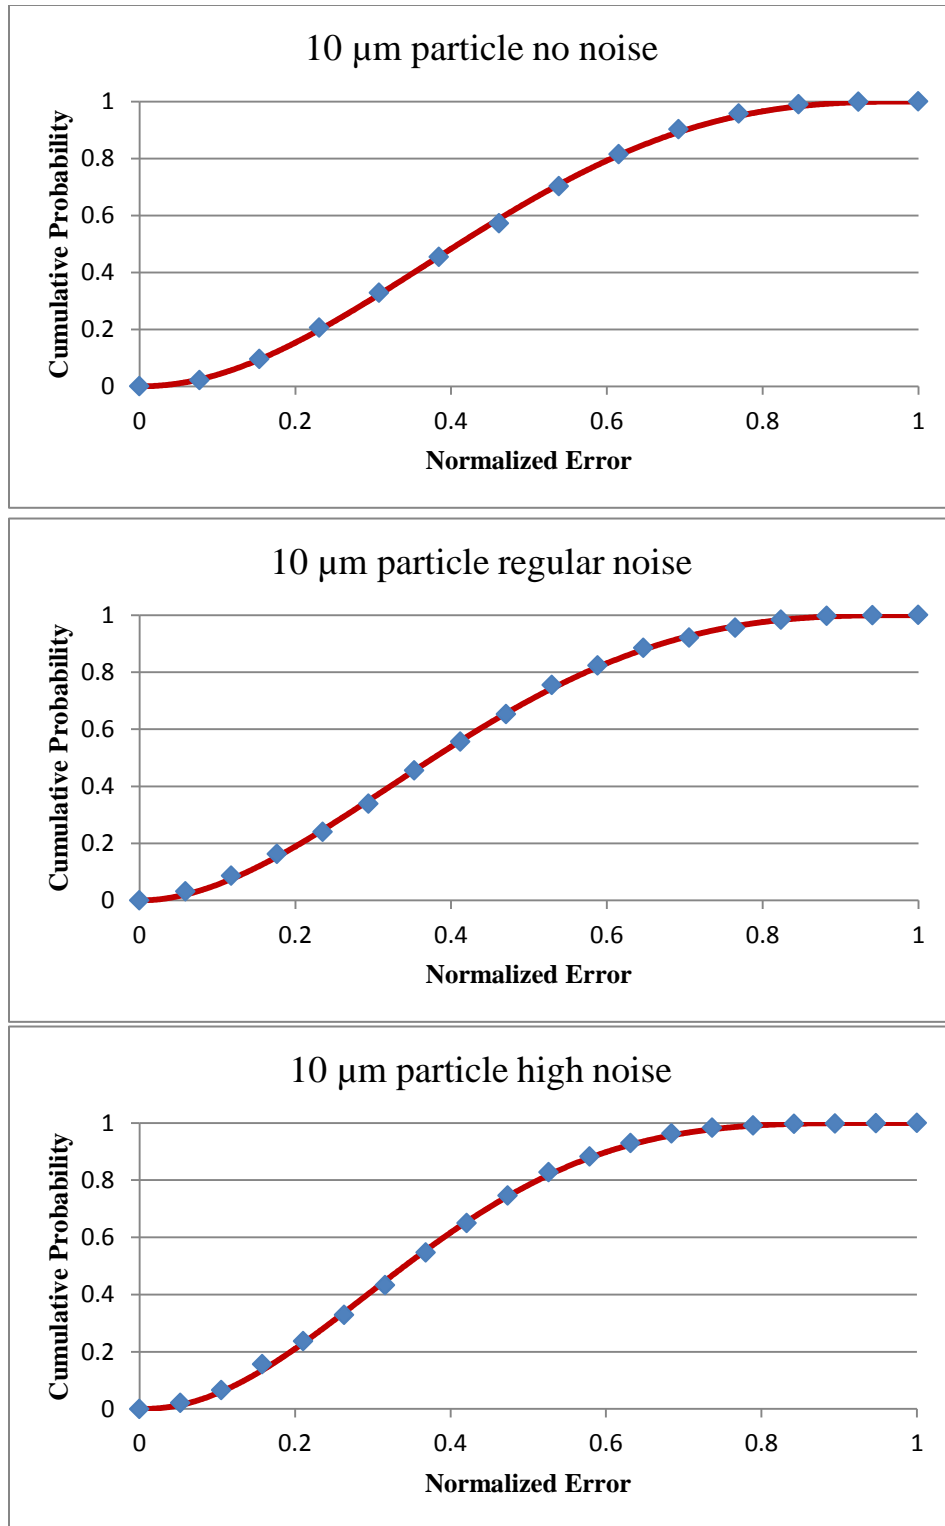 10 µm particle no noise
Cumulative Probability
1
0.8
0.6
0.4
0.2
0
0 0.2 0.4 0.6 0.8 1
Normalized Error
10 µm particle regular noise
Cumulative Probability
1
0.8
0.6
0.4
0.2
0
0 0.2 0.4 0.6 0.8 1
Normalized Error
10 µm particle high noise
Cumulative Probability
1
0.8
0.6
0.4
0.2
0
0 0.2 0.4 0.6 0.8 1
Normalized Error